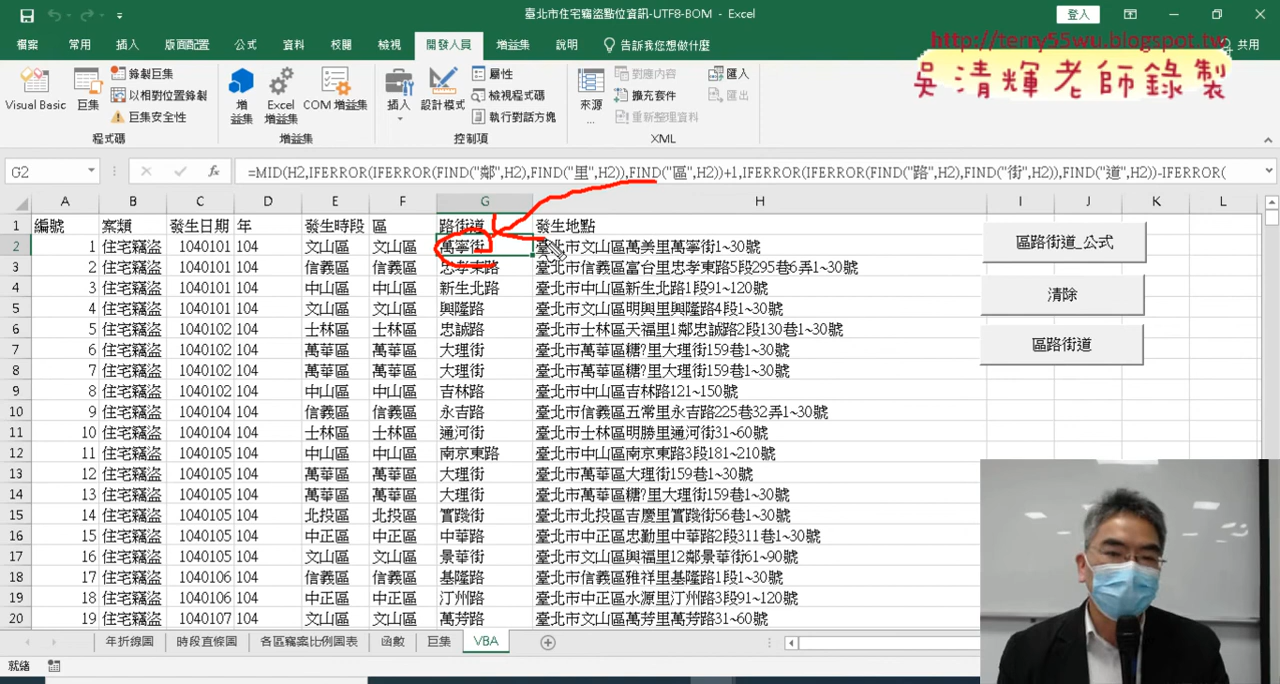 臺北市住宅竊盜點位資訊-UTF8-BOM - Excel
登入
檔案 常用 插入 版面配置 公式 資料 校閱 檢視 開發人員 增益集 說明 告訴我您想做什麼 共用
http://terry55wu.blogspot.tw
吳清輝老師錄製
Visual Basic 巨集 錄製巨集 以相對位置錄製 巨集安全性
增益集 Excel 增益集 COM 增益集
插入 設計模式 屬性 檢視程式碼 執行對話方塊
來源... 對應內容 擴充套件 重新整理資料 匯入 匯出
程式碼 增益集 控制項 XML
G2 fx =MID(H2,IFERROR(IFERROR(FIND("鄰",H2),FIND("里",H2)),FIND("區",H2))+1,IFERROR(IFERROR(FIND("路",H2),FIND("街",H2)),FIND("道",H2))-IFERROR(
A B C D E F G H I J K L
1 編號 案類 發生日期 年 發生時段 區 路街道 發生地點
2 1 住宅竊盜 1040101 104 文山區 文山區 萬寧街 臺北市文山區萬美里萬寧街1~30號
3 2 住宅竊盜 1040101 104 信義區 信義區 忠孝東路 臺北市信義區富台里忠孝東路5段295巷6弄1~30號
4 3 住宅竊盜 1040101 104 中山區 中山區 新生北路 臺北市中山區新生北路1段91~120號
5 4 住宅竊盜 1040101 104 文山區 文山區 興隆路 臺北市文山區明興里興隆路4段1~30號
6 5 住宅竊盜 1040102 104 士林區 士林區 忠誠路 臺北市士林區天福里1鄰忠誠路2段130巷1~30號
7 6 住宅竊盜 1040102 104 萬華區 萬華區 大理街 臺北市萬華區糖?里大理街159巷1~30號
8 7 住宅竊盜 1040102 104 萬華區 萬華區 大理街 臺北市萬華區糖?里大理街159巷1~30號
9 8 住宅竊盜 1040102 104 中山區 中山區 吉林路 臺北市中山區吉林路121~150號
10 9 住宅竊盜 1040104 104 信義區 信義區 永吉路 臺北市信義區五常里永吉路225巷32弄1~30號
11 10 住宅竊盜 1040104 104 士林區 士林區 通河街 臺北市士林區明勝里通河街31~60號
12 11 住宅竊盜 1040105 104 中山區 中山區 南京東路 臺北市中山區南京東路3段181~210號
13 12 住宅竊盜 1040105 104 萬華區 萬華區 大理街 臺北市萬華區大理街159巷1~30號
14 13 住宅竊盜 1040105 104 萬華區 萬華區 大理街 臺北市萬華區糖?里大理街159巷1~30號
15 14 住宅竊盜 1040105 104 北投區 北投區 實踐街 臺北市北投區吉慶里實踐街56巷1~30號
16 15 住宅竊盜 1040105 104 中正區 中正區 中華路 臺北市中正區忠勤里中華路2段311巷1~30號
17 16 住宅竊盜 1040105 104 文山區 文山區 景華街 臺北市文山區興福里12鄰景華街61~90號
18 17 住宅竊盜 1040106 104 信義區 信義區 基隆路 臺北市信義區雅祥里基隆路1段1~30號
19 18 住宅竊盜 1040106 104 中正區 中正區 汀州路 臺北市中正區水源里汀州路3段91~120號
20 19 住宅竊盜 1040107 104 文山區 文山區 萬芳路 臺北市文山區萬芳里萬芳路31~60號
區路街道_公式
清除
區路街道
年折線圖 時段直條圖 各區竊案比例圖表 函數 巨集 VBA
就緒